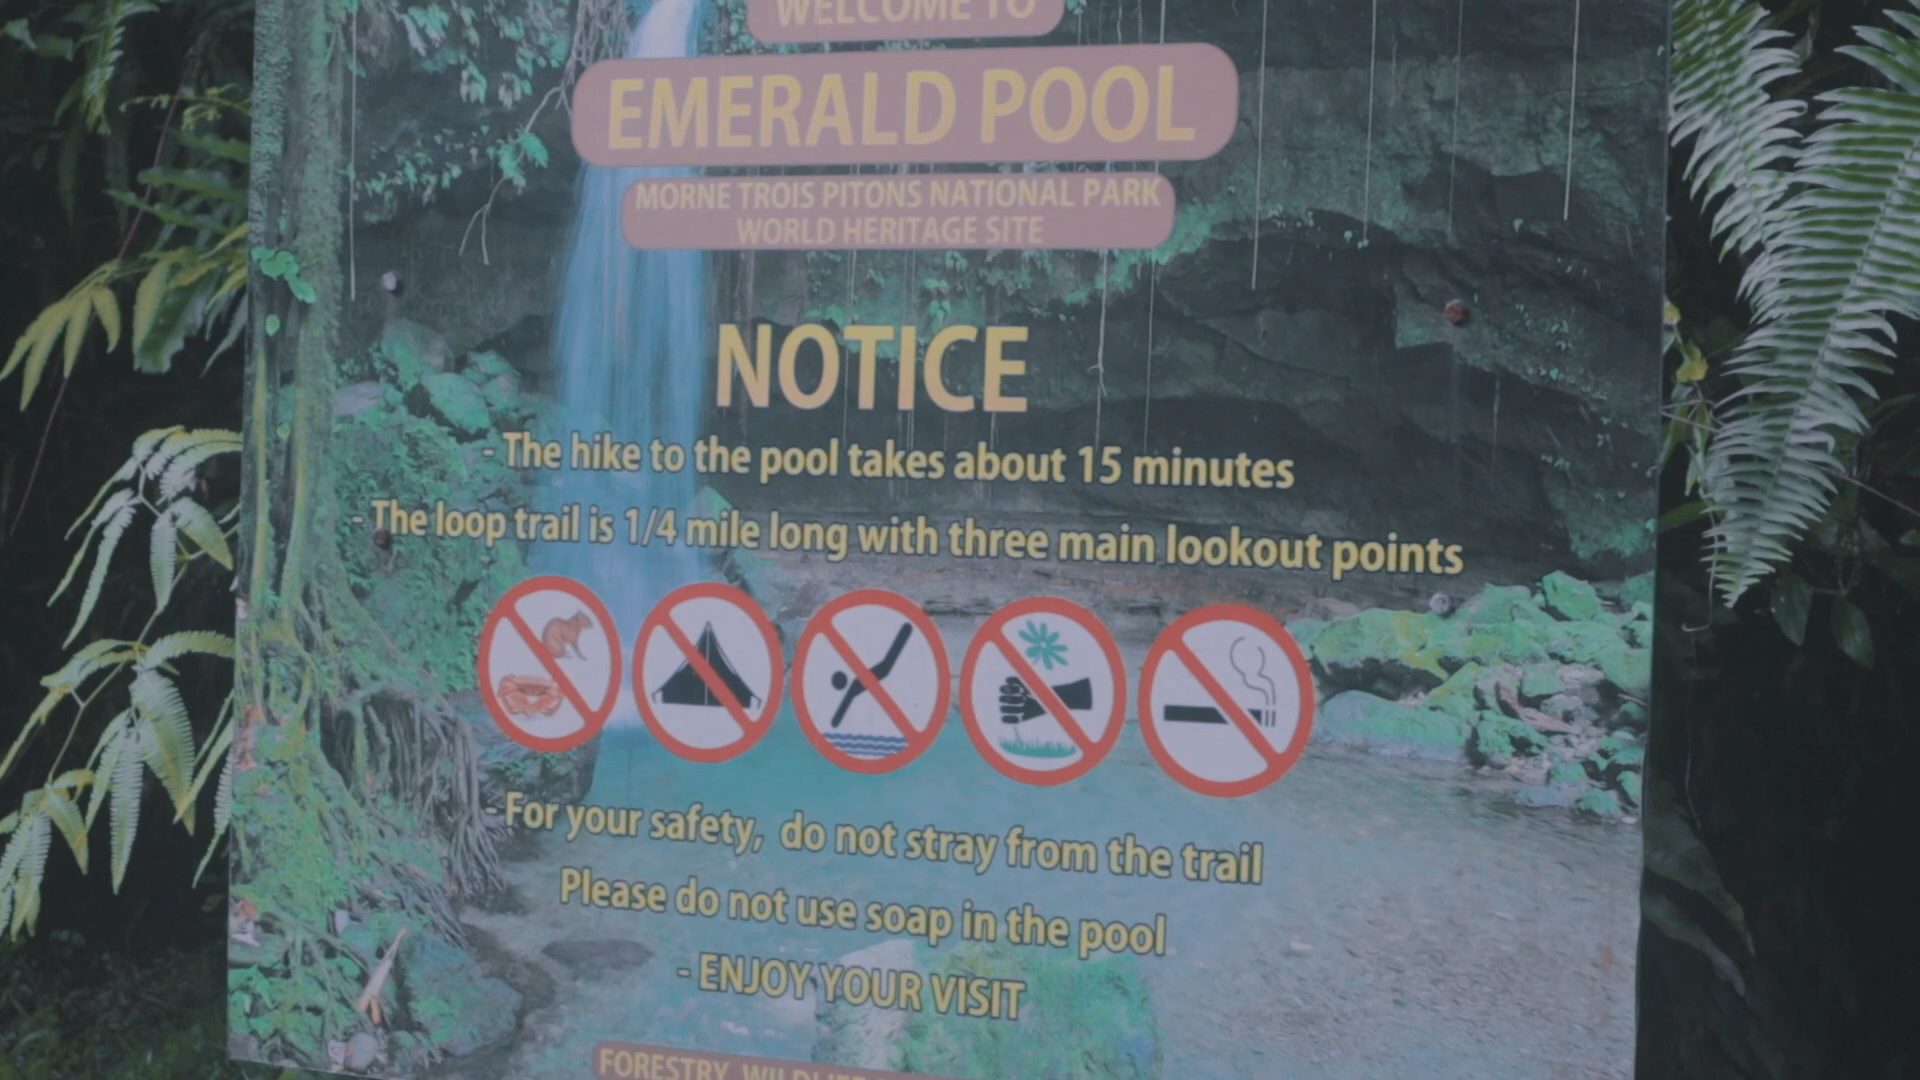 WELCOME TO
EMERALD POOL
MORNE TROIS PITONS NATIONAL PARK
WORLD HERITAGE SITE
NOTICE
- The hike to the pool takes about 15 minutes
- The loop trail is 1/4 mile long with three main lookout points
- For your safety, do not stray from the trail
Please do not use soap in the pool
- ENJOY YOUR VISIT
FORESTRY, WILDLIFE